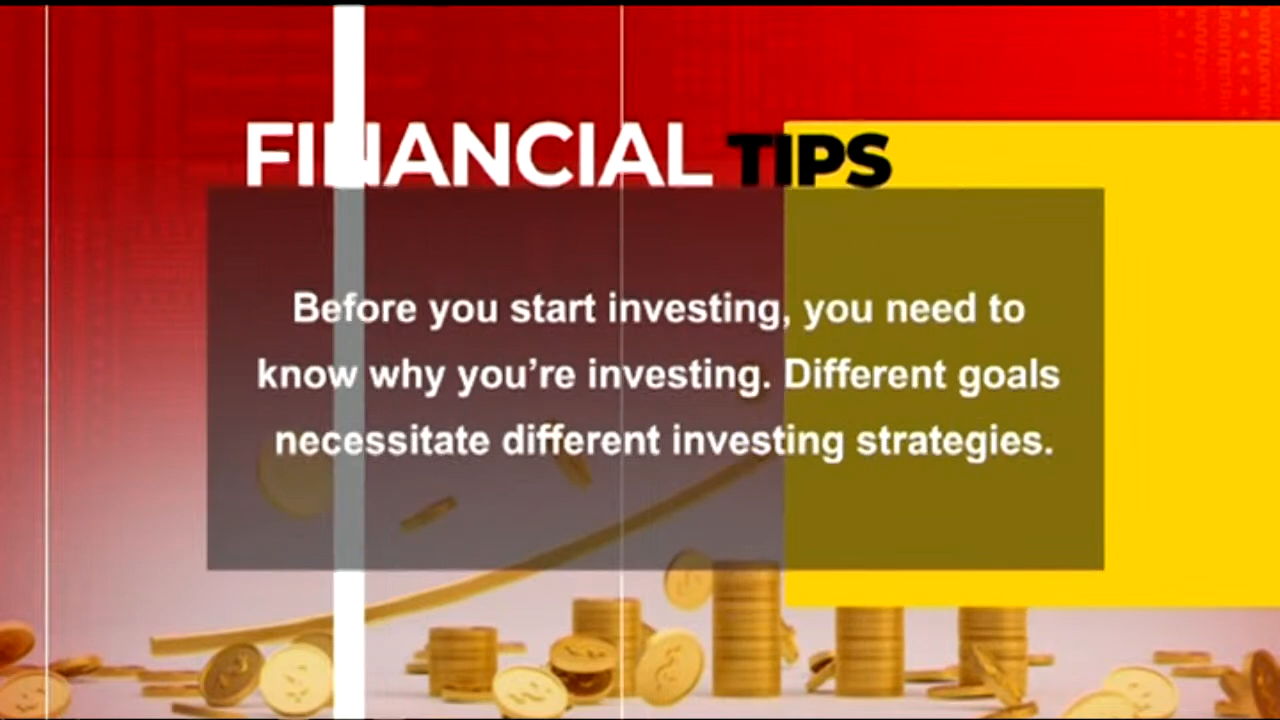 FINANCIAL TIPS
Before you start investing, you need to
know why you’re investing. Different goals
necessitate different investing strategies.